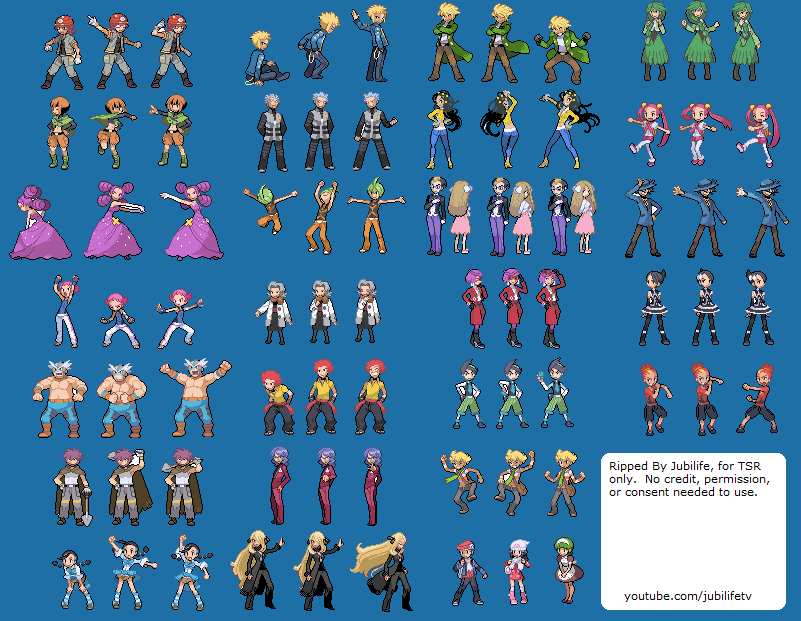 Ripped By Jubilife, for TSR
only.  No credit, permission,
or consent needed to use.
youtube.com/jubilifetv